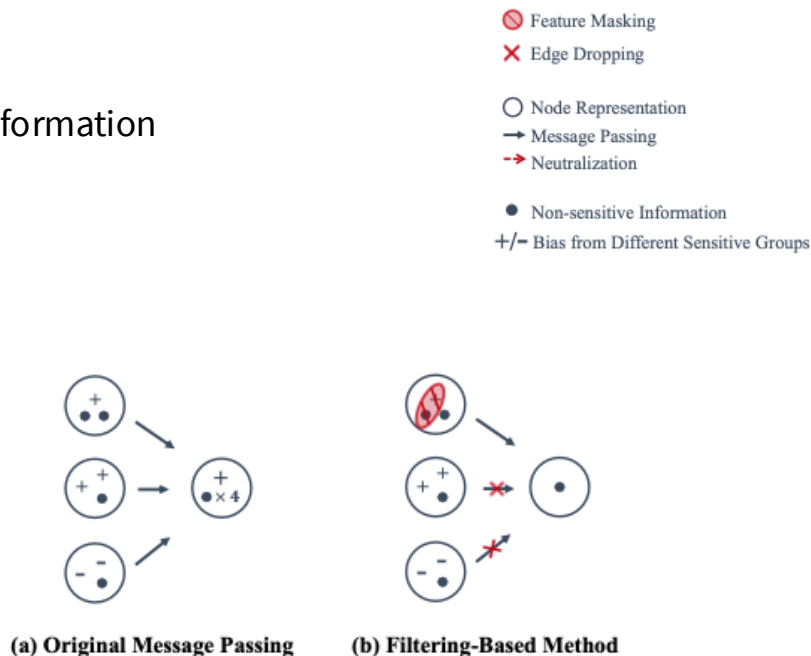 Feature Masking
Edge Dropping
formation
Node Representation
Message Passing
Neutralization
Non-sensitive Information
+/- Bias from Different Sensitive Groups
+
+
+ +
+ +
+
× 4
- -
- -
(a) Original Message Passing
(b) Filtering-Based Method